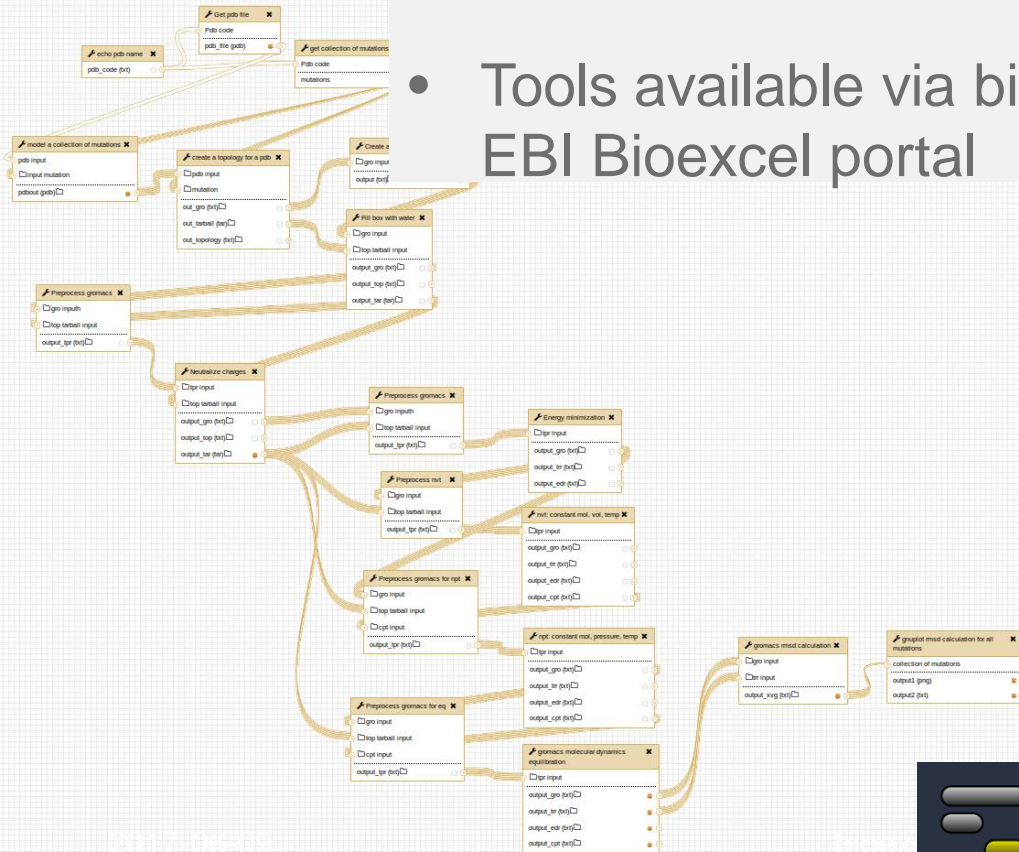 Get pdb file
Pdb code
pdb_file (pdb)
echo pdb name
pdb_code (txt)
get collection of mutations
Pdb code
mutations
• Tools available via bi
EBI Bioexcel portal
model a collection of mutations
pdb input
input mutation
pdbout (pdb)
create a topology for a pdb
pdb input
mutation
out_gro (txt)
out_tarball (tar)
out_topology (txt)
Create a
gro input
output (txt)
Fill box with water
gro input
top tarball input
output_gro (txt)
output_top (txt)
output_tar (tar)
Preprocess gromacs
gro inputh
top tarball input
output_tpr (txt)
Neutralize charges
tpr input
top tarball input
output_gro (txt)
output_top (txt)
output_tar (tar)
Preprocess gromacs
gro inputh
top tarball input
output_tpr (txt)
Energy minimization
tpr input
output_gro (txt)
output_trr (txt)
output_edr (txt)
Preprocess nvt
gro input
top tarball input
output_tpr (txt)
nvt: constant mol, vol, temp
tpr input
output_gro (txt)
output_trr (txt)
output_edr (txt)
output_cpt (txt)
Preprocess gromacs for npt
gro input
top tarball input
cpt input
output_tpr (txt)
npt: constant mol, pressure, temp
tpr input
output_gro (txt)
output_trr (txt)
output_edr (txt)
output_cpt (txt)
gromacs rmsd calculation
gro input
trr input
output_xvg (txt)
gnuplot rmsd calculation for all
mutations
collection of mutations
output1 (png)
output2 (txt)
Preprocess gromacs for eq
gro input
top tarball input
cpt input
output_tpr (txt)
gromacs molecular dynamics
equilibration
tpr input
output_gro (txt)
output_trr (txt)
output_edr (txt)
output_cpt (txt)
2017-06-09
bioex